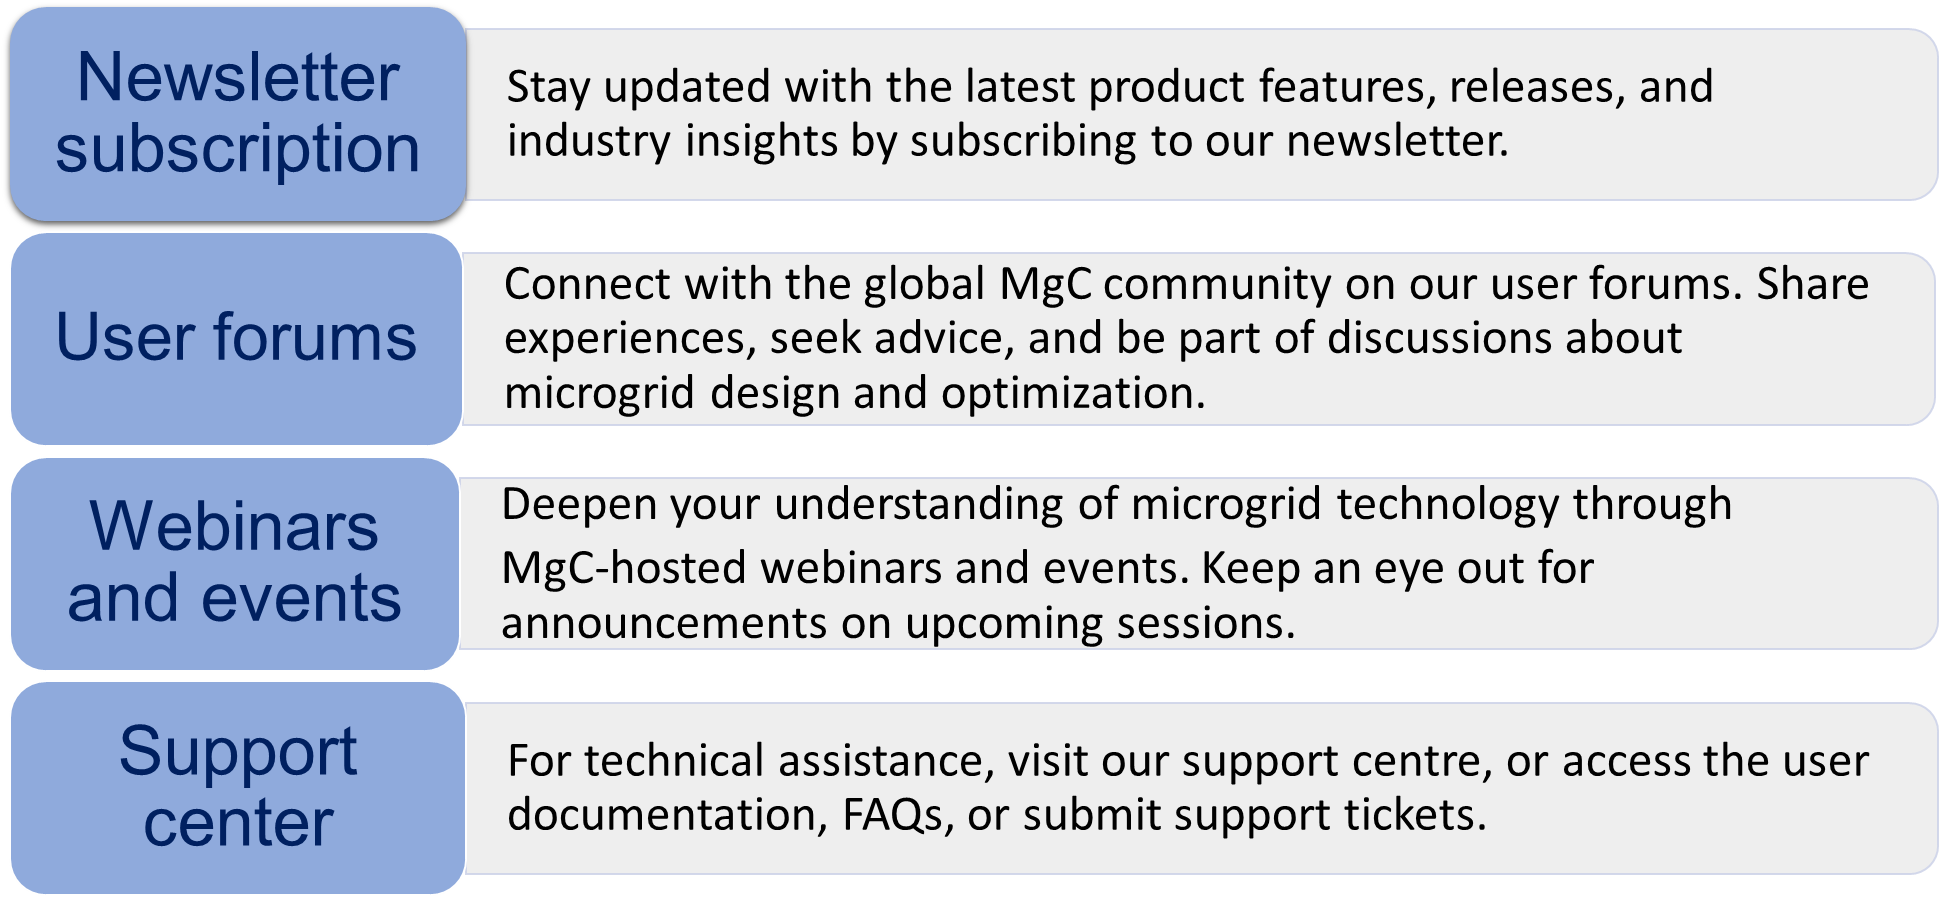 Newsletter
subscription
Stay updated with the latest product features, releases, and
industry insights by subscribing to our newsletter.
User forums
Connect with the global MgC community on our user forums. Share
experiences, seek advice, and be part of discussions about
microgrid design and optimization.
Webinars
and events
Deepen your understanding of microgrid technology through
MgC-hosted webinars and events. Keep an eye out for
announcements on upcoming sessions.
Support
center
For technical assistance, visit our support centre, or access the user
documentation, FAQs, or submit support tickets.